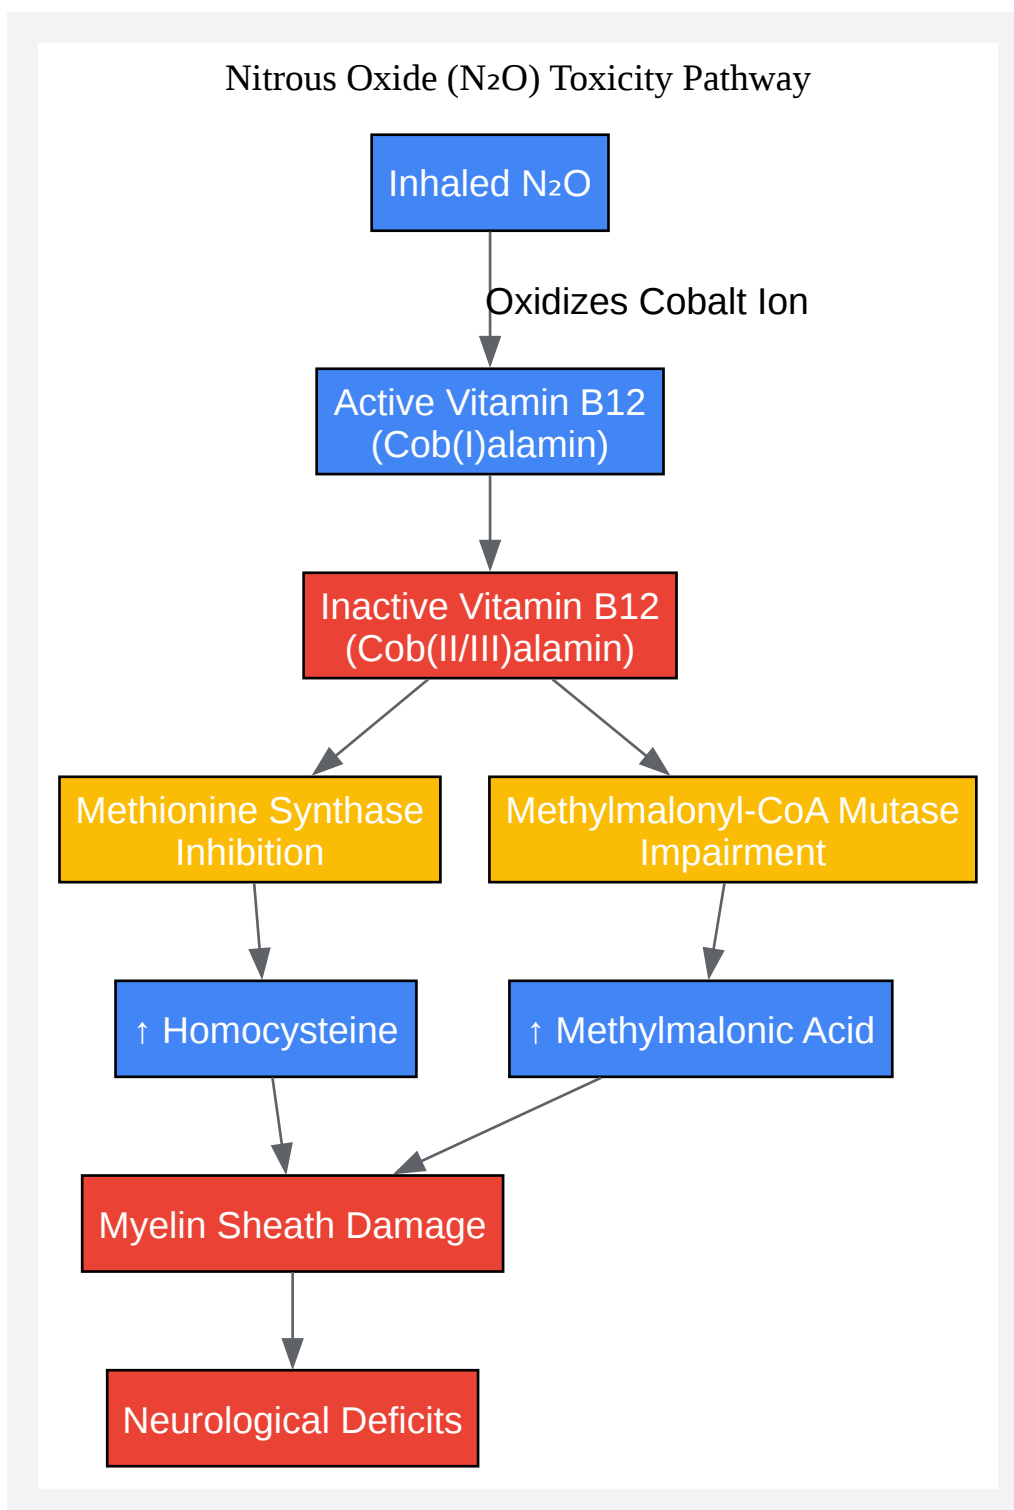 Nitrous Oxide (N₂O) Toxicity Pathway
Inhaled N₂O
Oxidizes Cobalt Ion
Active Vitamin B12
(Cob(I)alamin)
Inactive Vitamin B12
(Cob(II/III)alamin)
Methionine Synthase
Inhibition
Methylmalonyl-CoA Mutase
Impairment
↑ Homocysteine
↑ Methylmalonic Acid
Myelin Sheath Damage
Neurological Deficits